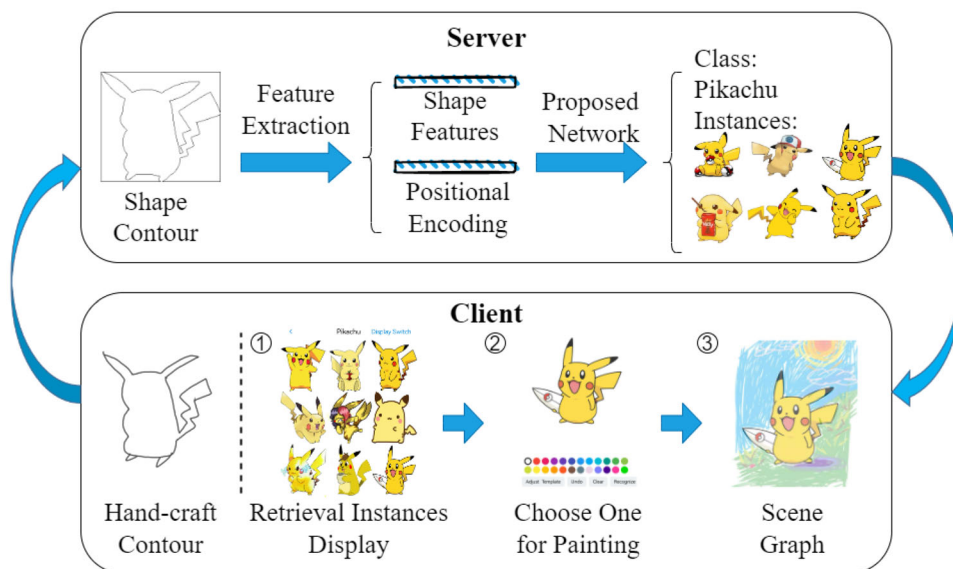 Server
Shape
Contour
Feature
Extraction
Shape
Features
Positional
Encoding
Proposed
Network
Class:
Pikachu
Instances:
Client
Hand-craft
Contour
①
Pikachu
Display Switch
Retrieval Instances
Display
②
Adjust Template Undo Clear Recognize
Choose One
for Painting
③
Scene
Graph